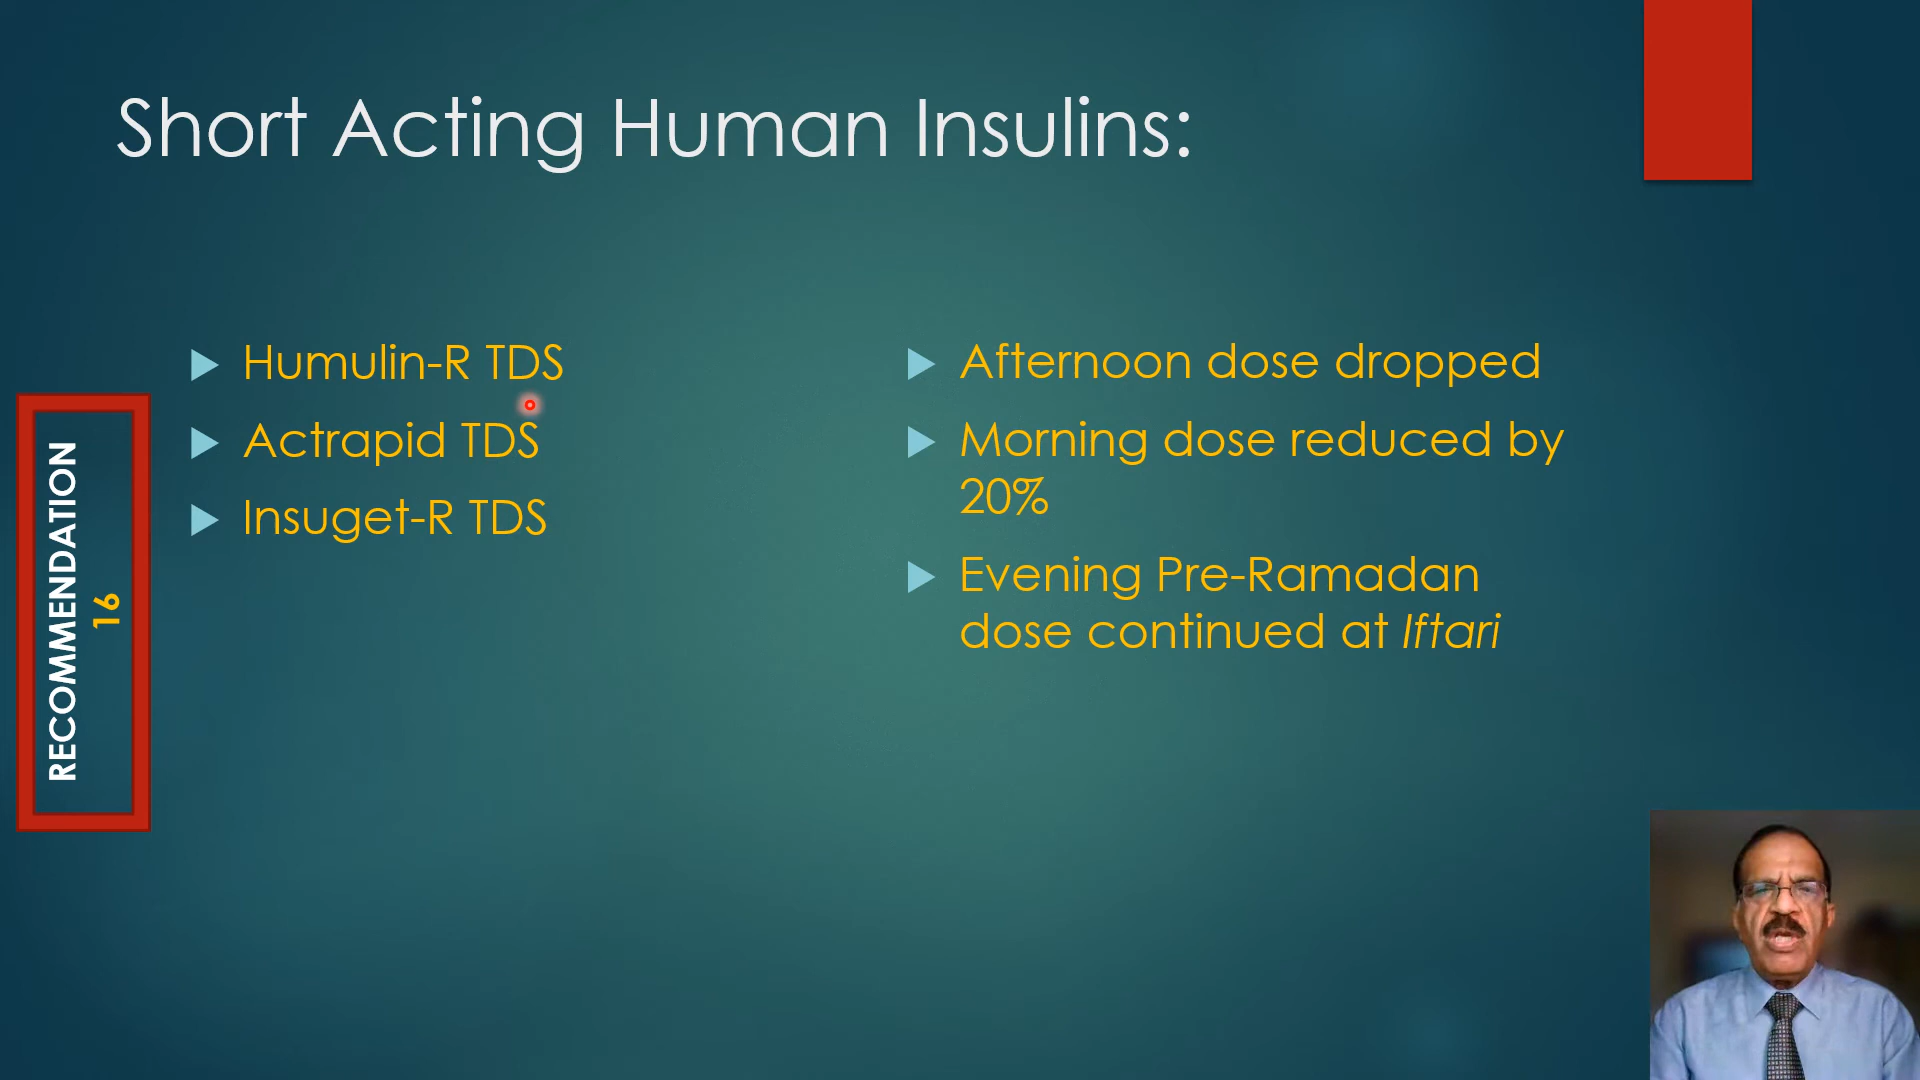 Short Acting Human Insulins:
RECOMMENDATION
16
Humulin-R TDS
Actrapid TDS
Insuget-R TDS
Afternoon dose dropped
Morning dose reduced by
20%
Evening Pre-Ramadan
dose continued at Iftari